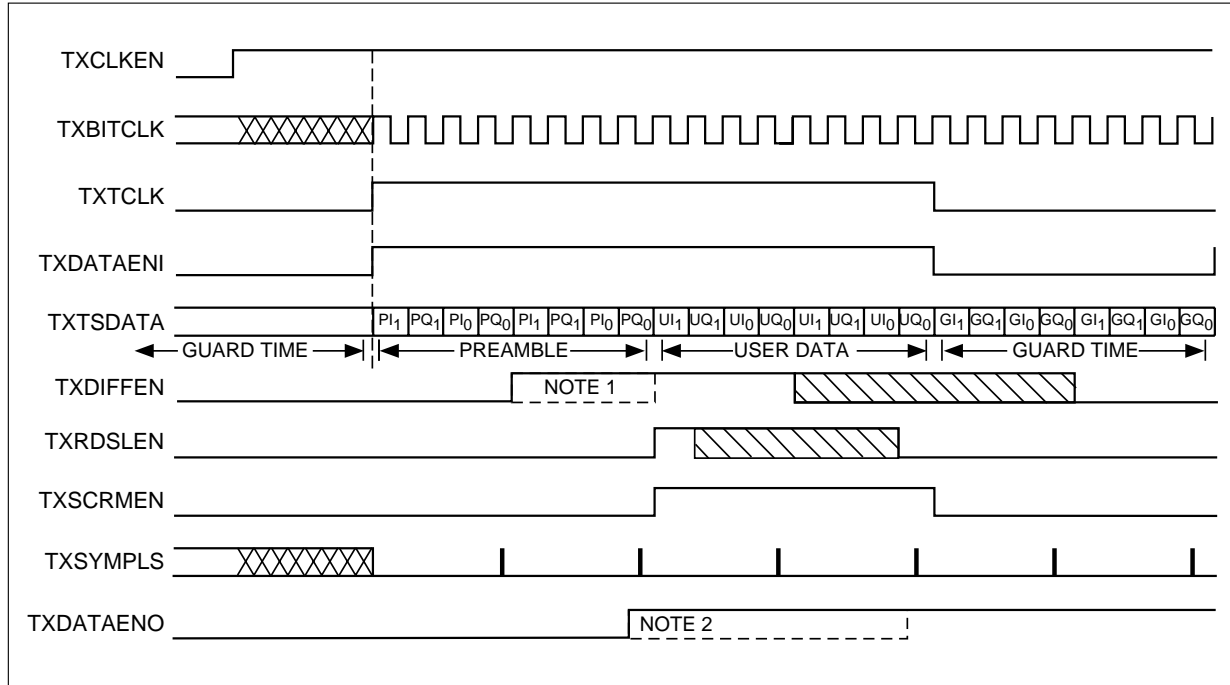 TXCLKEN
TXBITCLK
TXTCLK
TXDATAENI
TXTSDATA PI1 PQ1 PI0 PQ0 PI1 PQ1 PI0 PQ0 UI1 UQ1 UI0 UQ0 UI1 UQ1 UI0 UQ0 GI1 GQ1 GI0 GQ0 GI1 GQ1 GI0 GQ0
GUARD TIME PREAMBLE USER DATA GUARD TIME
TXDIFFEN NOTE 1
TXRDSLEN
TXSCRMEN
TXSYMPLS
TXDATAENO NOTE 2